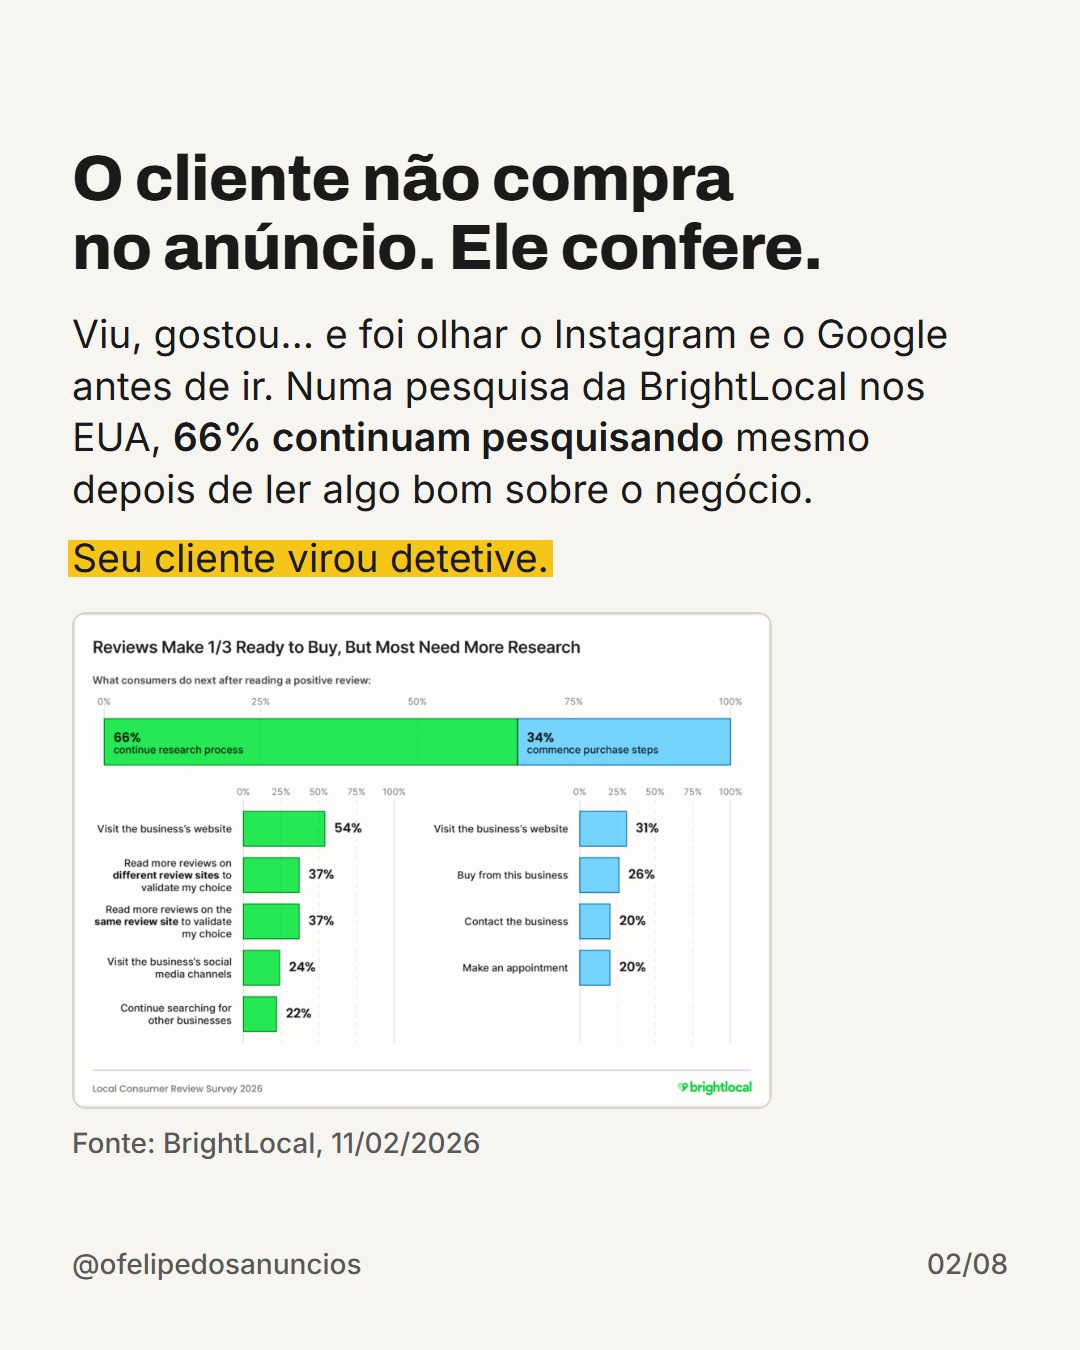 O cliente não compra
no anúncio. Ele confere.
Viu, gostou... e foi olhar o Instagram e o Google
antes de ir. Numa pesquisa da BrightLocal nos
EUA, 66% continuam pesquisando mesmo
depois de ler algo bom sobre o negócio.
Seu cliente virou detetive.
Reviews Make 1/3 Ready to Buy, But Most Need More Research
What consumers do next after reading a positive review:
0% 25% 50% 75% 100%
66%
continue research process
34%
commence purchase steps
0% 25% 50% 75% 100%
Visit the business's website 54%
Read more reviews on
different review sites to
validate my choice
37%
Read more reviews on the
same review site to validate
my choice
37%
Visit the business's social
media channels
24%
Continue searching for
other businesses
22%
0% 25% 50% 75% 100%
Visit the business's website 31%
Buy from this business 26%
Contact the business 20%
Make an appointment 20%
Local Consumer Review Survey 2026
brightlocal
Fonte: BrightLocal, 11/02/2026
@ofelipedosanuncios
02/08